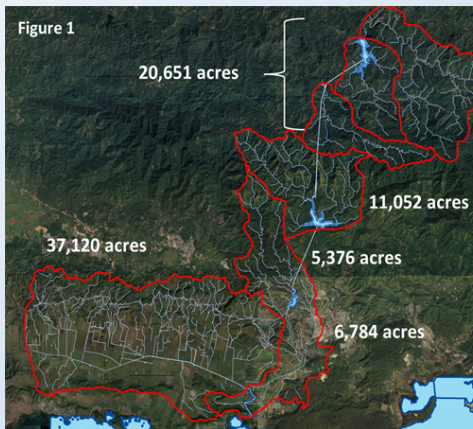 Figure 1
20,651 acres
11,052 acres
37,120 acres
5,376 acres
6,784 acres